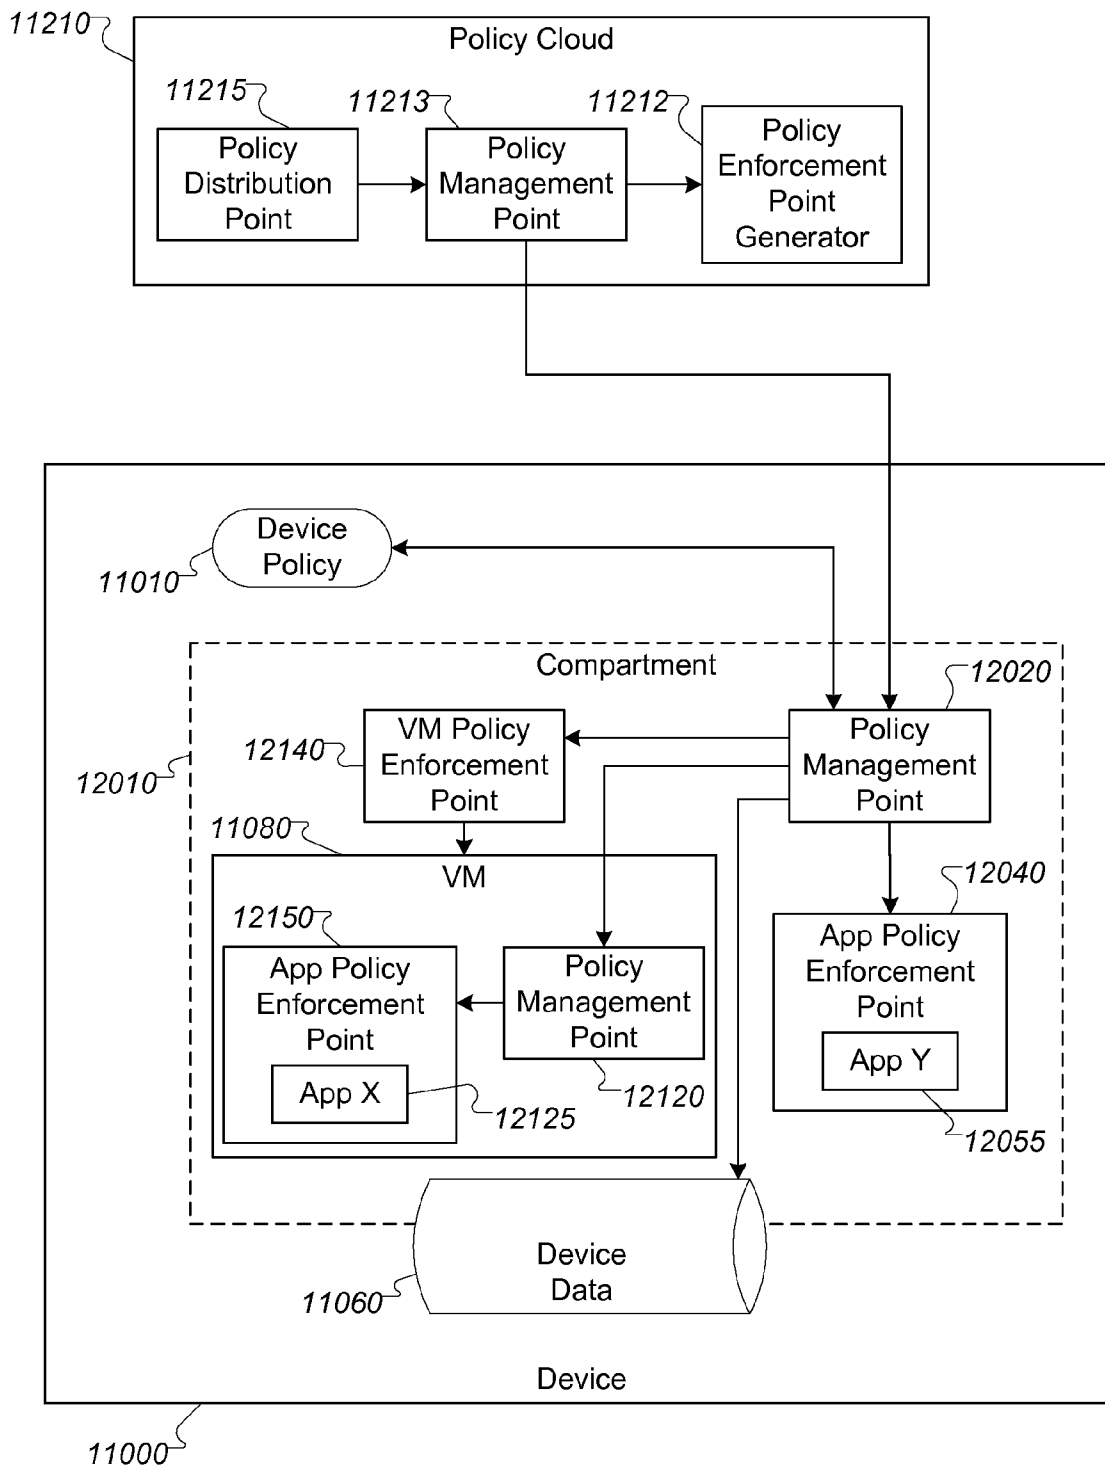 11210
Policy Cloud
11215
11213
11212
Policy
Distribution
Point
Policy
Management
Point
Policy
Enforcement
Point
Generator
Device
Policy
11010
Compartment
12020
12140
VM Policy
Enforcement
Point
Policy
Management
Point
12010
11080
VM
12040
12150
App Policy
Enforcement
Point
App X
Policy
Management
Point
App Policy
Enforcement
Point
App Y
12125
12120
12055
Device
Data
11060
Device
11000